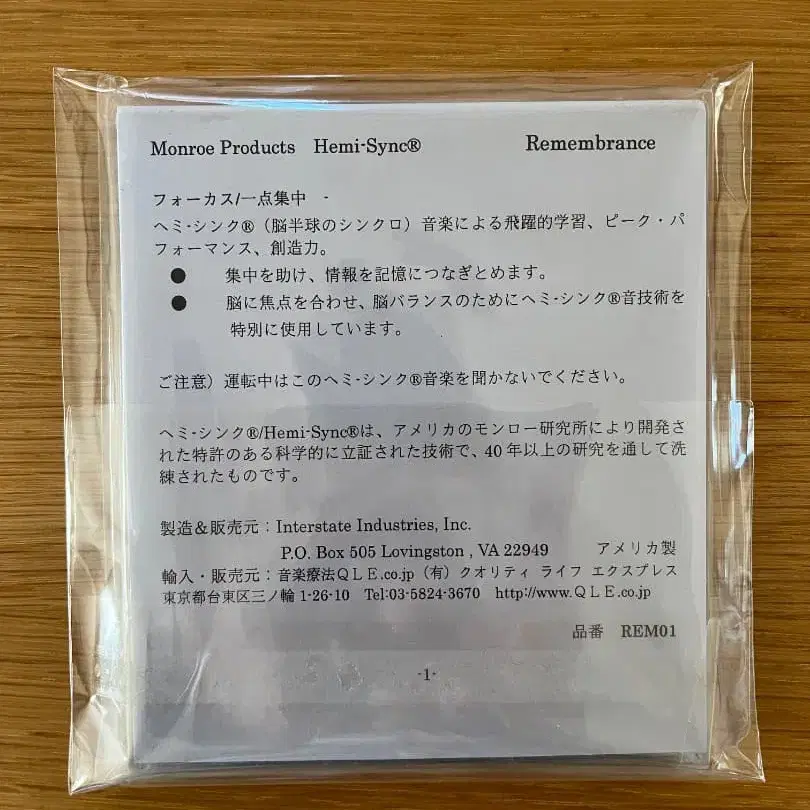 Monroe Products Hemi-Sync® Remembrance
フォーカス/一点集中 -
ヘミ-シンク®（脳半球のシンクロ）音楽による飛躍的学習、ピーク・パ
フォーマンス、創造力。
● 集中を助け、情報を記憶につなぎとめます。
● 脳に焦点を合わせ、脳バランスのためにヘミ-シンク®音技術を
特別に使用しています。
ご注意）運転中はこのヘミ-シンク®音楽を聞かないでください。
ヘミ-シンク®/Hemi-Sync®は、アメリカのモンロー研究所により開発さ
れた特許のある科学的に立証された技術で、40 年以上の研究を通して洗
練されたものです。
製造＆販売元：Interstate Industries, Inc.
P.O. Box 505 Lovingston , VA 22949 アメリカ製
輸入・販売元：音楽療法ＱＬＥ.co.jp（有）クオリティ ライフ エクスプレス
東京都台東区三ノ輪 1-26-10 Tel:03-5824-3670 http://www.ＱＬＥ.co.jp
品番 REM01
-1-